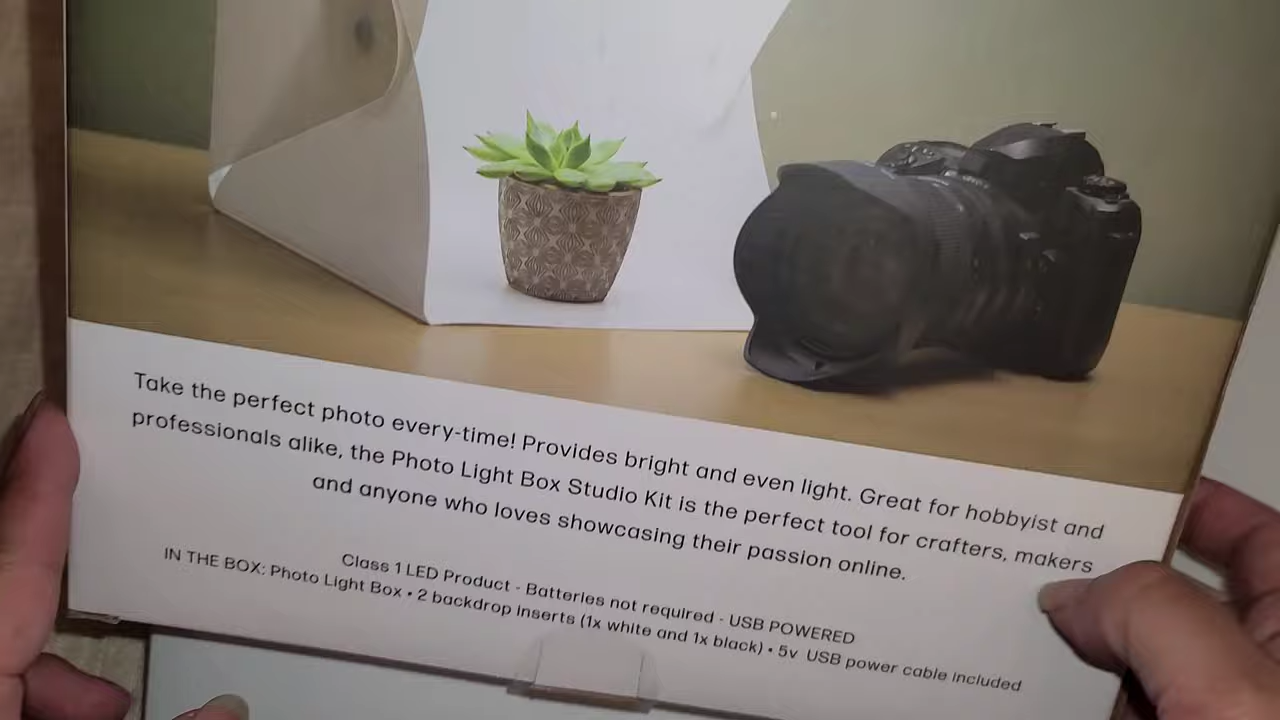 Take the perfect photo every-time! Provides bright and even light. Great for hobbyist and
professionals alike, the Photo Light Box Studio Kit is the perfect tool for crafters, makers
and anyone who loves showcasing their passion online.
Class 1 LED Product - Batteries not required - USB POWERED
IN THE BOX: Photo Light Box • 2 backdrop inserts (1x white and 1x black) • 5v USB power cable included